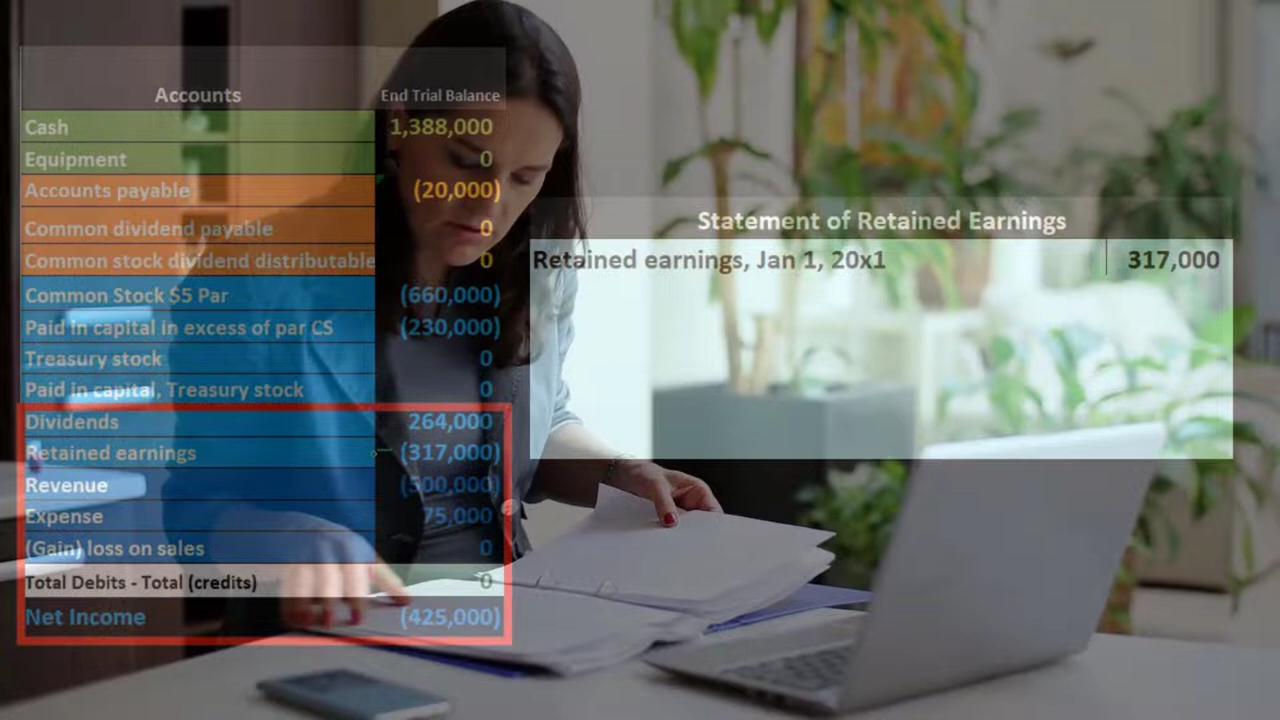 Accounts End Trial Balance
Cash 1,388,000
Equipment 0
Accounts payable (20,000)
Common dividend payable 0
Common stock dividend distributable 0
Common Stock $5 Par (660,000)
Paid in capital in excess of par CS (230,000)
Treasury stock 0
Paid in capital, Treasury stock 0
Dividends 264,000
Retained earnings (317,000)
Revenue (500,000)
Expense 75,000
(Gain) loss on sales 0
Total Debits - Total (credits) 0
Net Income (425,000)
Statement of Retained Earnings
Retained earnings, Jan 1, 20x1 317,000